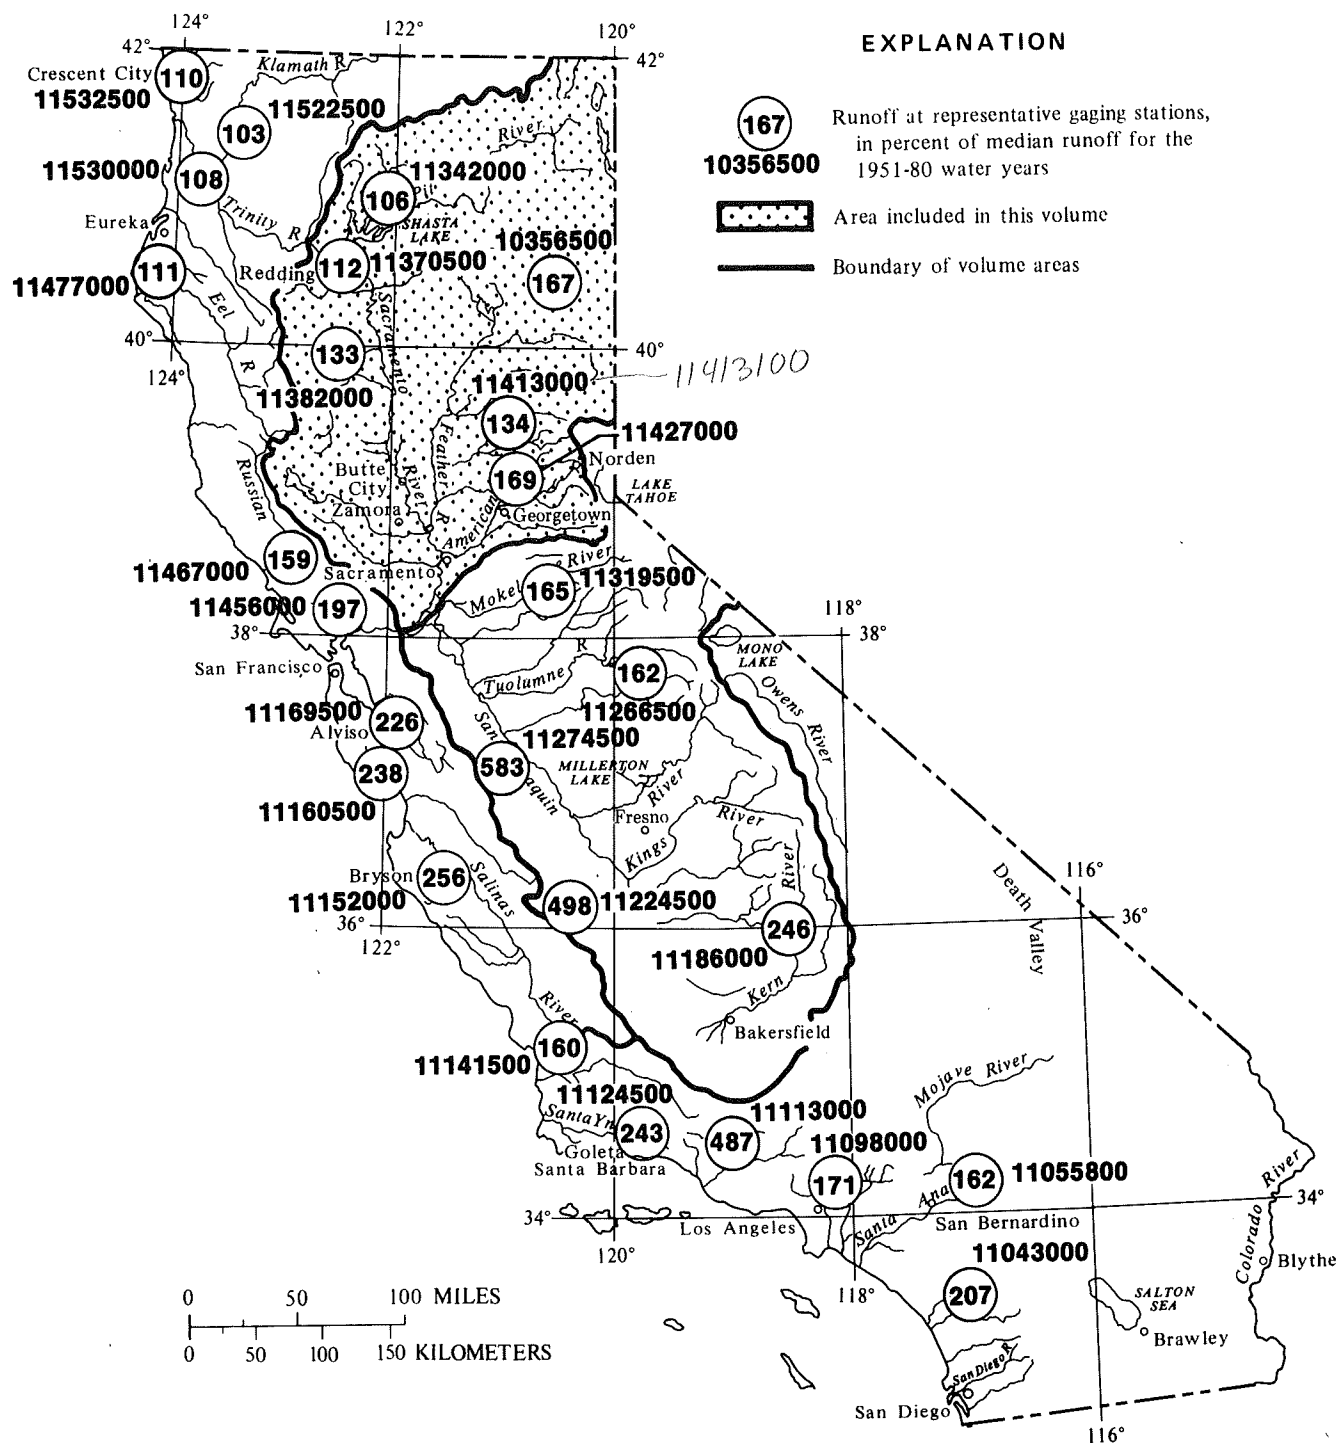 124°
122°
120°
42°
42°
EXPLANATION
Crescent City
110
11532500
Klamath R
11522500
103
167
10356500
Runoff at representative gaging stations,
in percent of median runoff for the
1951-80 water years
Area included in this volume
Boundary of volume areas
11530000
108
River
11342000
Pit
106
SHASTA
LAKE
Eureka
Trinity R
10356500
167
111
11477000
Redding
112
11370500
Eel
R
Sacramento
40°
40°
124°
133
11382000
11413000
11413100
134
11427000
Norden
169
LAKE
TAHOE
Russian
Butte
City
River
Feather
R
Zamora
American
Georgetown
159
11467000
Sacramento
Mokel e River
11319500
165
11456000
197
118°
38°
38°
San Francisco
MONO
LAKE
R
Tuolumne
162
11266500
Owens River
11169500
226
Alviso
San
11274500
583
aquin
MILLERTON
LAKE
238
11160500
River
Fresno
Kings
River
River
Bryson
256
Salinas
11152000
498
11224500
246
11186000
Death Valley
116°
36°
36°
122°
Kern
Bakersfield
River
160
11141500
Mojave River
11124500
Santa Yn
243
Goleta
Santa Barbara
11113000
487
11098000
171
162
11055800
Santa Ana
San Bernardino
Los Angeles
34°
34°
120°
118°
Colorado River
Blythe
11043000
207
SALTON
SEA
Brawley
San Diego R
San Diego
116°
0 50 100 MILES
0 50 100 150 KILOMETERS